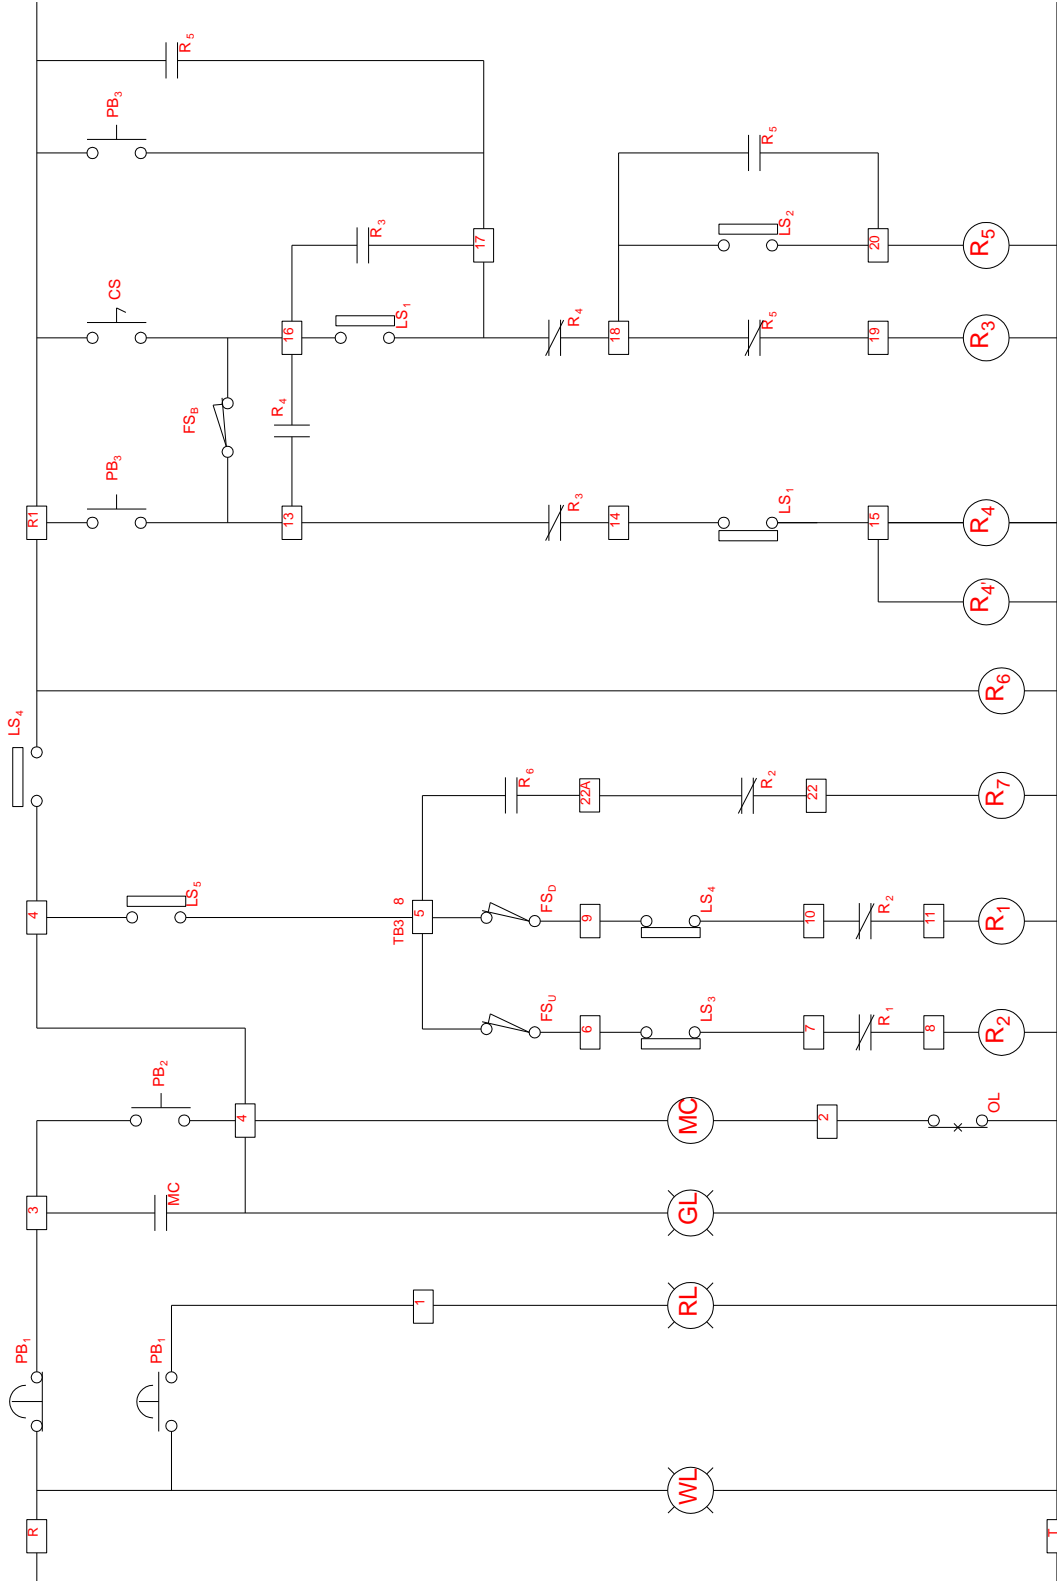 R
T
WL
PB₁
PB₁
1
RL
3
MC
GL
PB₂
4
MC
2
OL
FS_U
6
LS₃
7
R₁
8
R₂
4
LS₅
TB3 8
5
FS_D
9
LS₄
10
R₂
11
R₁
R₆
22A
R₂
22
R₇
LS₄
R₆
R₄'
R1
PB₃
13
R₃
14
LS₁
15
R₄
FS_B
R₄
CS
16
LS₁
R₄
18
R₅
19
R₃
R₃
17
LS₂
20
R₅
PB₃
R₅
R₅